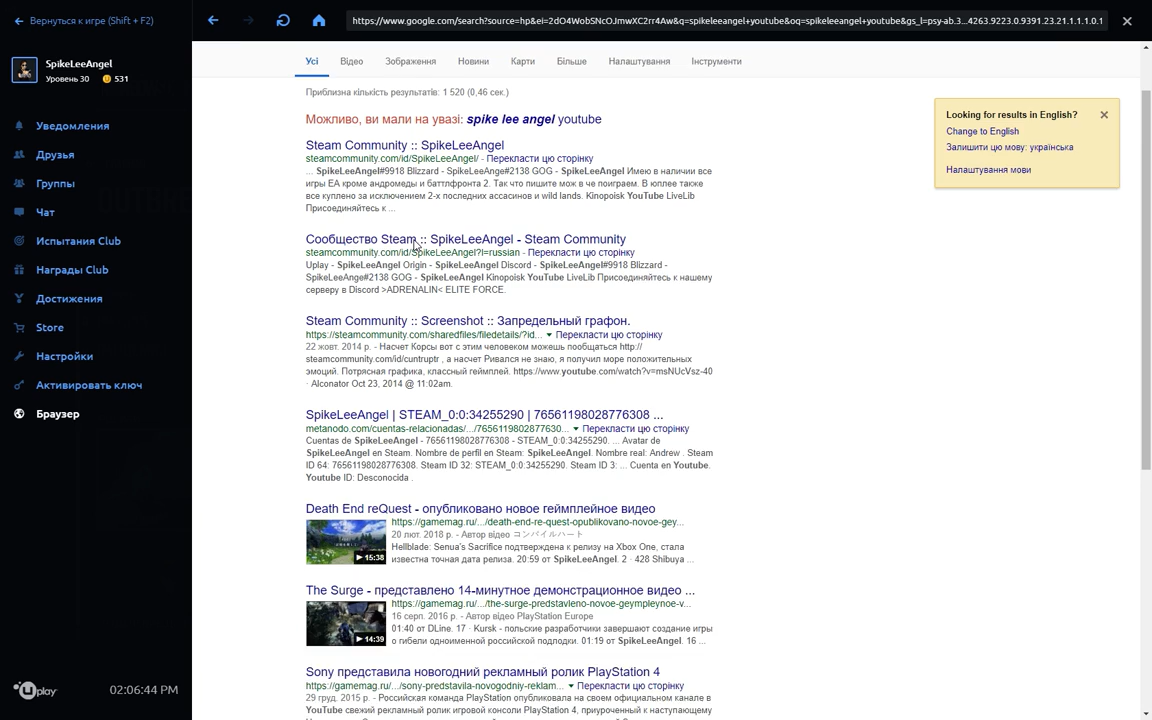 Вернуться к игре (Shift + F2)
https://www.google.com/search?source=hp&ei=2dO4WobSNcOJmwXC2rr4Aw&q=spikeleeangel+youtube&oq=spikeleeangel+youtube&gs_l=psy-ab.3...4263.9223.0.9391.23.21.1.1.1.0.1
SpikeLeeAngel
Уровень 30 531
Уведомления
Друзья
Группы
Чат
Испытания Club
Награды Club
Достижения
Store
Настройки
Активировать ключ
Браузер
uplay
02:06:44 PM
Усі Відео Зображення Новини Карти Більше Налаштування Інструменти
Приблизна кількість результатів: 1 520 (0,46 сек.)
Можливо, ви мали на увазі: spike lee angel youtube
Steam Community :: SpikeLeeAngel
steamcommunity.com/id/SpikeLeeAngel/ - Перекласти цю сторінку
... SpikeLeeAngel#9918 Blizzard - SpikeLeeAnge#2138 GOG - SpikeLeeAngel Имею в наличии все
игры EA кроме андромеды и баттлфронта 2. Так что пишите мож в че поиграем. В юплее также
все куплено за исключением 2-х последних ассасинов и wild lands. Kinopoisk YouTube LiveLib
Присоединяйтесь к ...
Сообщество Steam :: SpikeLeeAngel - Steam Community
steamcommunity.com/id/SpikeLeeAngel?l=russian - Перекласти цю сторінку
Uplay - SpikeLeeAngel Origin - SpikeLeeAngel Discord - SpikeLeeAngel#9918 Blizzard -
SpikeLeeAnge#2138 GOG - SpikeLeeAngel Kinopoisk YouTube LiveLib Присоединяйтесь к нашему
серверу в Discord >ADRENALIN< ELITE FORCE.
Steam Community :: Screenshot :: Запредельный графон.
https://steamcommunity.com/sharedfiles/filedetails/?id... Перекласти цю сторінку
22 жовт. 2014 р. - Насчет Корсы вот с этим человеком можешь пообщаться http://
steamcommunity.com/id/cuntruptr , а насчет Ривался не знаю, я получил море положительных
эмоций. Потрясная графика, классный геймплей. https://www.youtube.com/watch?v=msNUcVsz-40
· Alconator Oct 23, 2014 @ 11:02am.
SpikeLeeAngel | STEAM_0:0:34255290 | 76561198028776308 ...
metanodo.com/cuentas-relacionadas/.../7656119802877630... Перекласти цю сторінку
Cuentas de SpikeLeeAngel - 76561198028776308 - STEAM_0:0:34255290. ... Avatar de
SpikeLeeAngel en Steam. Nombre de perfil en Steam: SpikeLeeAngel. Nombre real: Andrew . Steam
ID 64: 76561198028776308. Steam ID 32: STEAM_0:0:34255290. Steam ID 3: ... Cuenta en Youtube.
Youtube ID: Desconocida .
Death End reQuest - опубликовано новое геймплейное видео
https://gamemag.ru/.../death-end-re-quest-opublikovano-novoe-gey...
20 лют. 2018 р. - Автор відео コンパイルハート
Hellblade: Senua's Sacrifice подтверждена к релизу на Xbox One, стала
известна точная дата релиза. 20:59 от SpikeLeeAngel. 2 · 428 Shibuya ...
15:38
The Surge - представлено 14-минутное демонстрационное видео ...
https://gamemag.ru/.../the-surge-predstavleno-novoe-geympleynoe-v...
16 серп. 2016 р. - Автор відео PlayStation Europe
01:40 от DLine. 17 · Kursk - польские разработчики завершают создание игры
о гибели одноименной российской подлодки. 01:19 от SpikeLeeAngel. 16 ...
14:39
Sony представила новогодний рекламный ролик PlayStation 4
https://gamemag.ru/.../sony-predstavila-novogodniy-reklam... Перекласти цю сторінку
29 груд. 2015 р. - Российская команда PlayStation опубликовала на своем официальном канале в
YouTube свежий рекламный ролик игровой консоли PlayStation 4, приуроченный к наступающему
Looking for results in English?
Change to English
Залишити цю мову: українська
Налаштування мови